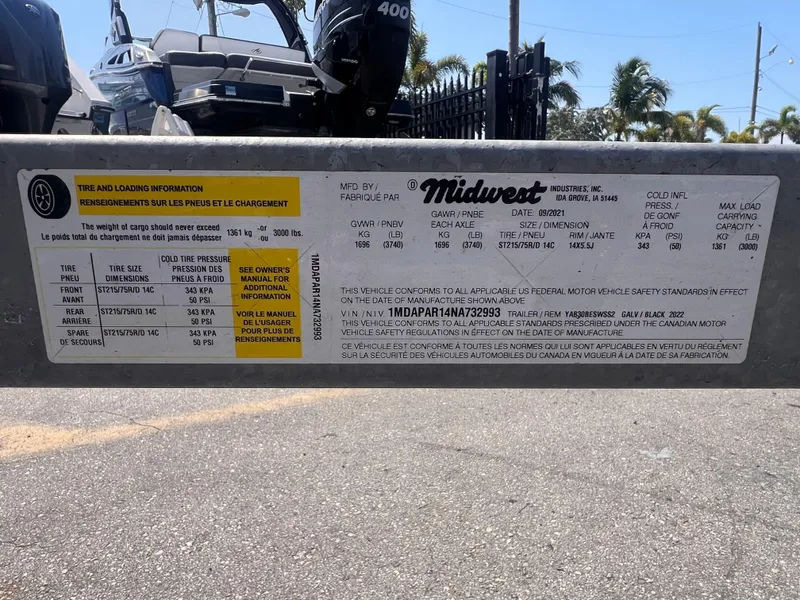 400
TIRE AND LOADING INFORMATION
RENSEIGNEMENTS SUR LES PNEUS ET LE CHARGEMENT
The weight of cargo should never exceed
Le poids total du chargement ne doit jamais dépasser
1361 kg -or -ou 3000 lbs.
TIRE PNEU
TIRE SIZE DIMENSIONS
COLD TIRE PRESSURE PRESSION DES PNEUS À FROID
FRONT AVANT
ST215/75R/D 14C
343 KPA
50 PSI
REAR ARRIÈRE
ST215/75R/D 14C
343 KPA
50 PSI
SPARE DE SECOURS
ST215/75R/D 14C
343 KPA
50 PSI
SEE OWNER'S
MANUAL FOR
ADDITIONAL
INFORMATION
VOIR LE MANUEL
DE L'USAGER
POUR PLUS DE
RENSEIGNEMENTS
1MDAPAR14NA732993
MFD BY /
FABRIQUÉ PAR
Midwest
INDUSTRIES, INC.
IDA GROVE, IA 51445
DATE: 09/2021
GVWR / PNBV
KG (LB)
1696 (3740)
GAWR / PNBE
EACH AXLE
KG (LB)
1696 (3740)
SIZE / DIMENSION
TIRE / PNEU RIM / JANTE
ST215/75R/D 14C 14X5.5J
COLD INFL
PRESS. /
DE GONF
À FROID
KPA (PSI)
343 (50)
MAX. LOAD
CARRYING
CAPACITY
KG (LB)
1361 (3000)
THIS VEHICLE CONFORMS TO ALL APPLICABLE US FEDERAL MOTOR VEHICLE SAFETY STANDARDS IN EFFECT
ON THE DATE OF MANUFACTURE SHOWN ABOVE
VIN / NIV 1MDAPAR14NA732993 TRAILER / REM YAB30BESWSS2 GALV / BLACK 2022
THIS VEHICLE CONFORMS TO ALL APPLICABLE STANDARDS PRESCRIBED UNDER THE CANADIAN MOTOR
VEHICLE SAFETY REGULATIONS IN EFFECT ON THE DATE OF MANUFACTURE
CE VÉHICULE EST CONFORME À TOUTES LES NORMES QUI LUI SONT APPLICABLES EN VERTU DU RÈGLEMENT
SUR LA SÉCURITÉ DES VÉHICULES AUTOMOBILES DU CANADA EN VIGUEUR À LA DATE DE SA FABRICATION.